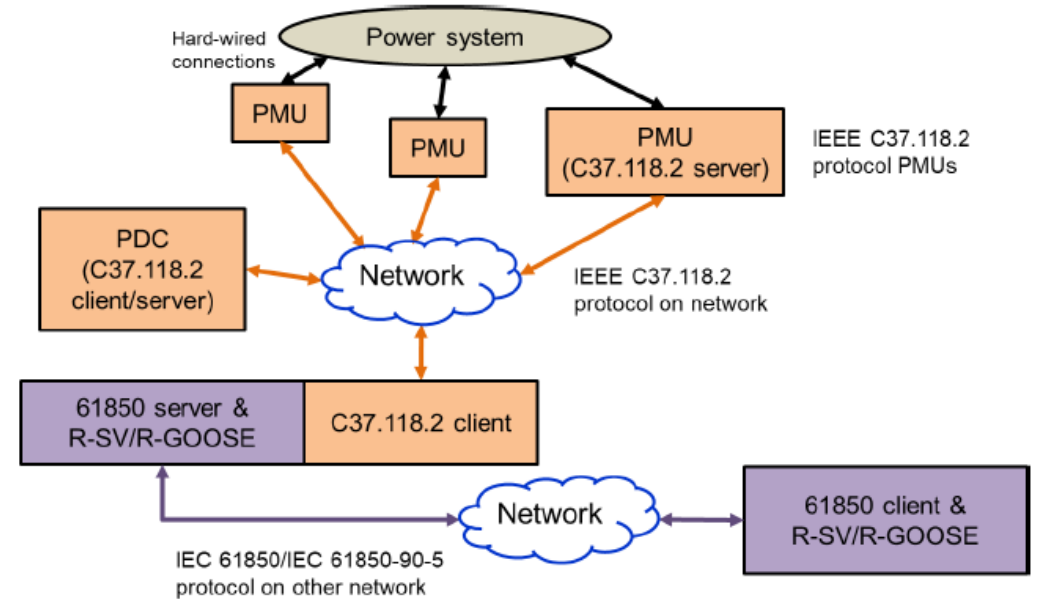 Power system
Hard-wired
connections
PMU
PMU
PMU
(C37.118.2 server)
IEEE C37.118.2
protocol PMUs
PDC
(C37.118.2
client/server)
Network
IEEE C37.118.2
protocol on network
61850 server &
R-SV/R-GOOSE
C37.118.2 client
Network
61850 client &
R-SV/R-GOOSE
IEC 61850/IEC 61850-90-5
protocol on other network